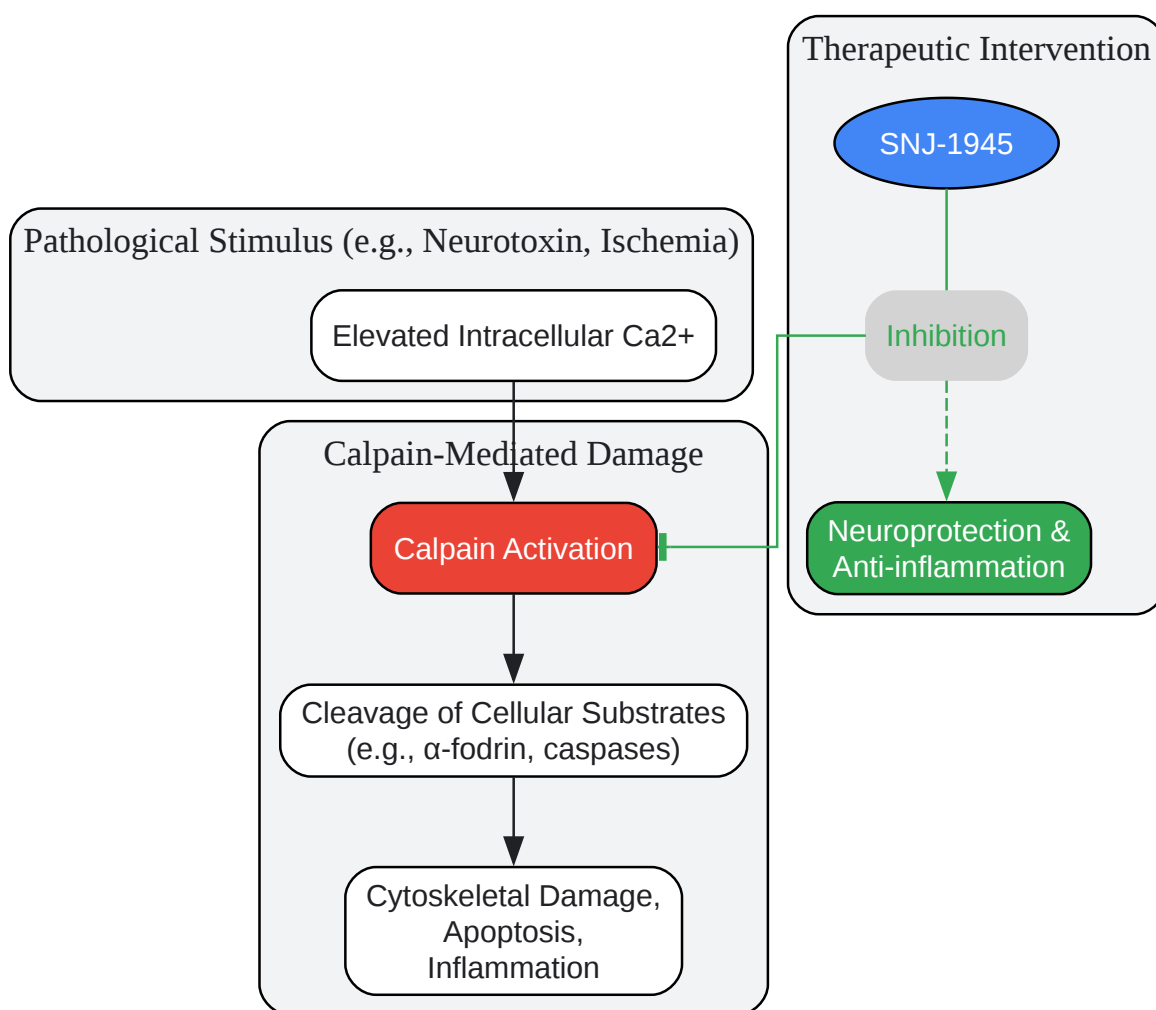 Therapeutic Intervention
SNJ-1945
Pathological Stimulus (e.g., Neurotoxin, Ischemia)
Elevated Intracellular Ca2+
Inhibition
Calpain-Mediated Damage
Calpain Activation
Neuroprotection &
Anti-inflammation
Cleavage of Cellular Substrates
(e.g., α-fodrin, caspases)
Cytoskeletal Damage,
Apoptosis,
Inflammation